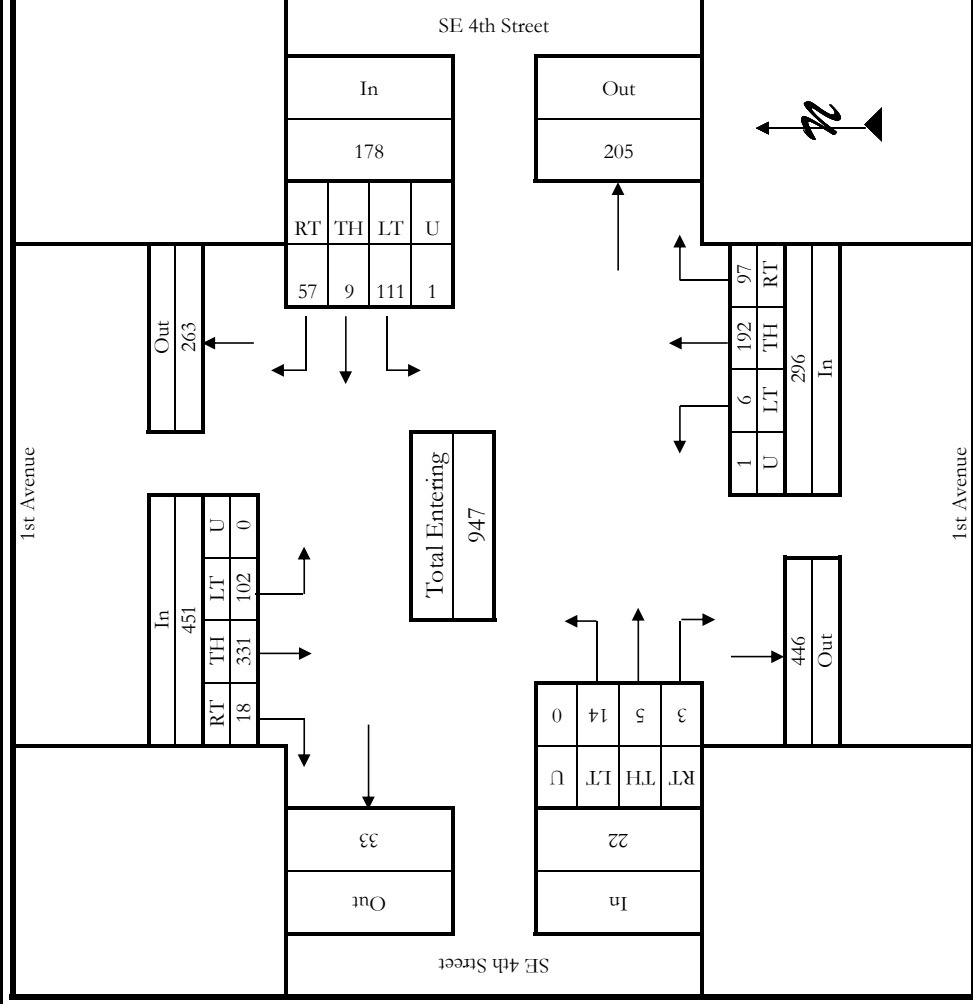 SE 4th Street
In
Out
178
205
RT TH LT U
57 9 111 1
Out
263
97 RT
192 TH
6 LT
1 U
296
In
1st Avenue
Total Entering
947
1st Avenue
In
451
U 0
LT 102
TH 331
RT 18
446
Out
0 14 5 3
U LT TH RT
33
22
Out
In
SE 4th Street
N